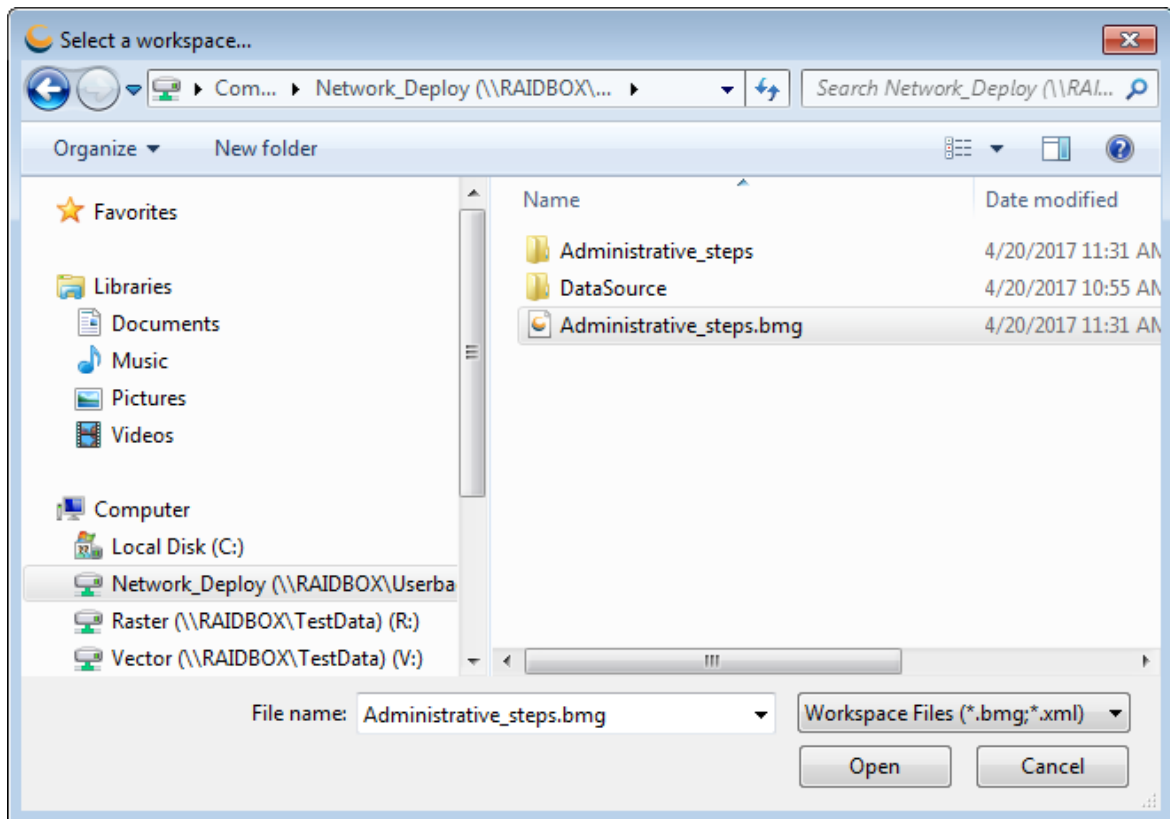 Select a workspace...
Com... Network_Deploy (\\RAIDBOX\... Search Network_Deploy (\\RAI...
Organize New folder
Name Date modified
Favorites
Administrative_steps 4/20/2017 11:31 AM
Libraries
DataSource 4/20/2017 10:55 AM
Documents
Administrative_steps.bmg 4/20/2017 11:31 AM
Music
Pictures
Videos
Computer
Local Disk (C:)
Network_Deploy (\\RAIDBOX\Userba
Raster (\\RAIDBOX\TestData) (R:)
Vector (\\RAIDBOX\TestData) (V:)
File name: Administrative_steps.bmg Workspace Files (*.bmg;*.xml)
Open Cancel